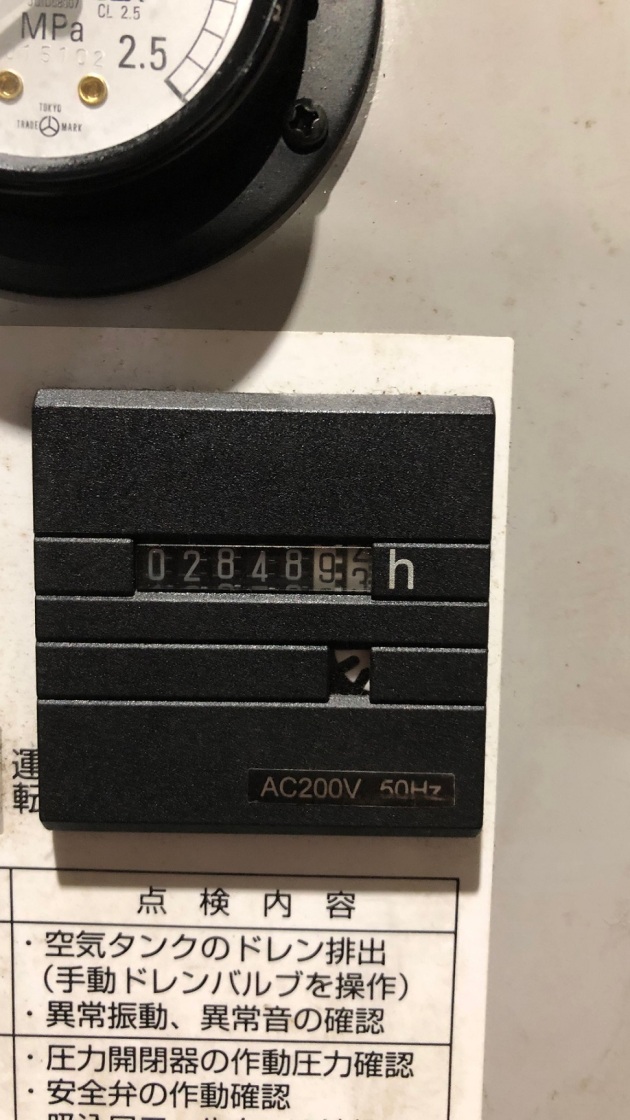 CL 2.5
MPa
2.5
TOKYO
TRADE MARK
028489 h
AC200V 50Hz
運転
点検内容
・空気タンクのドレン排出
（手動ドレンバルブを操作）
・異常振動、異常音の確認
・圧力開閉器の作動圧力確認
・安全弁の作動確認